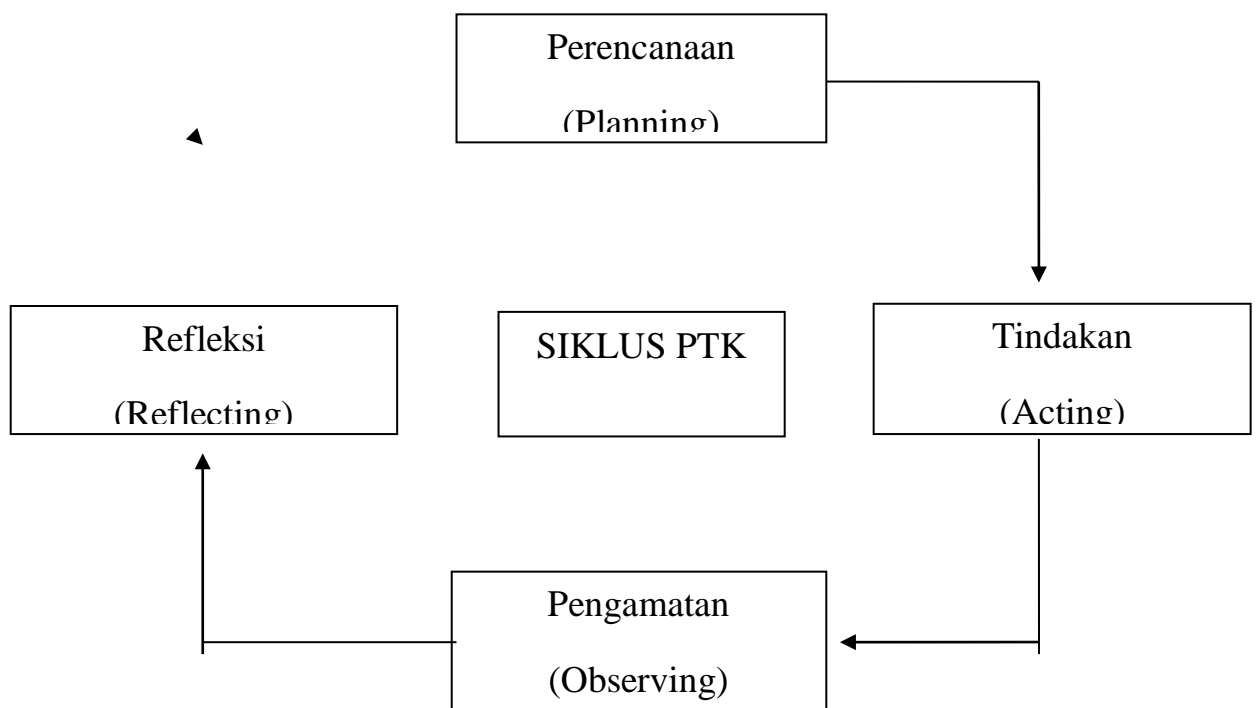 Perencanaan
(Planning)
Refleksi
(Reflecting)
SIKLUS PTK
Tindakan
(Acting)
Pengamatan
(Observing)